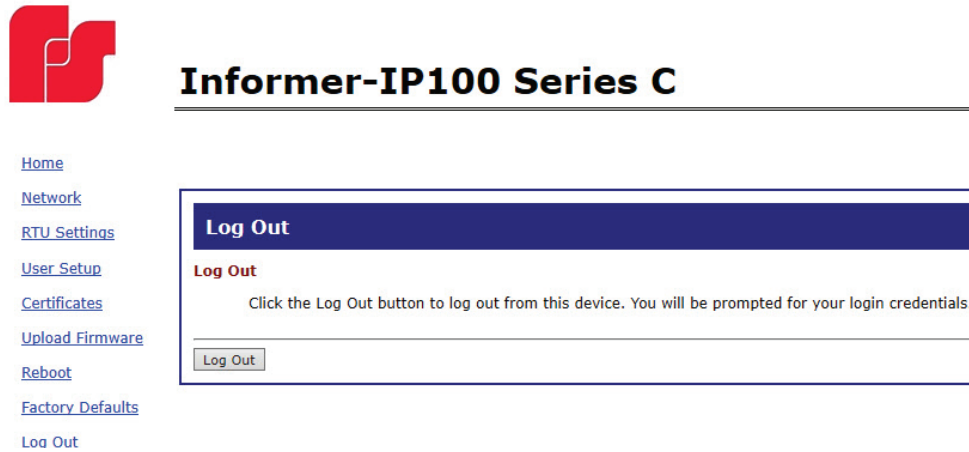 Informer-IP100 Series C
Home
Network
RTU Settings
User Setup
Certificates
Upload Firmware
Reboot
Factory Defaults
Log Out
Log Out
Log Out
Click the Log Out button to log out from this device. You will be prompted for your login credentials
Log Out